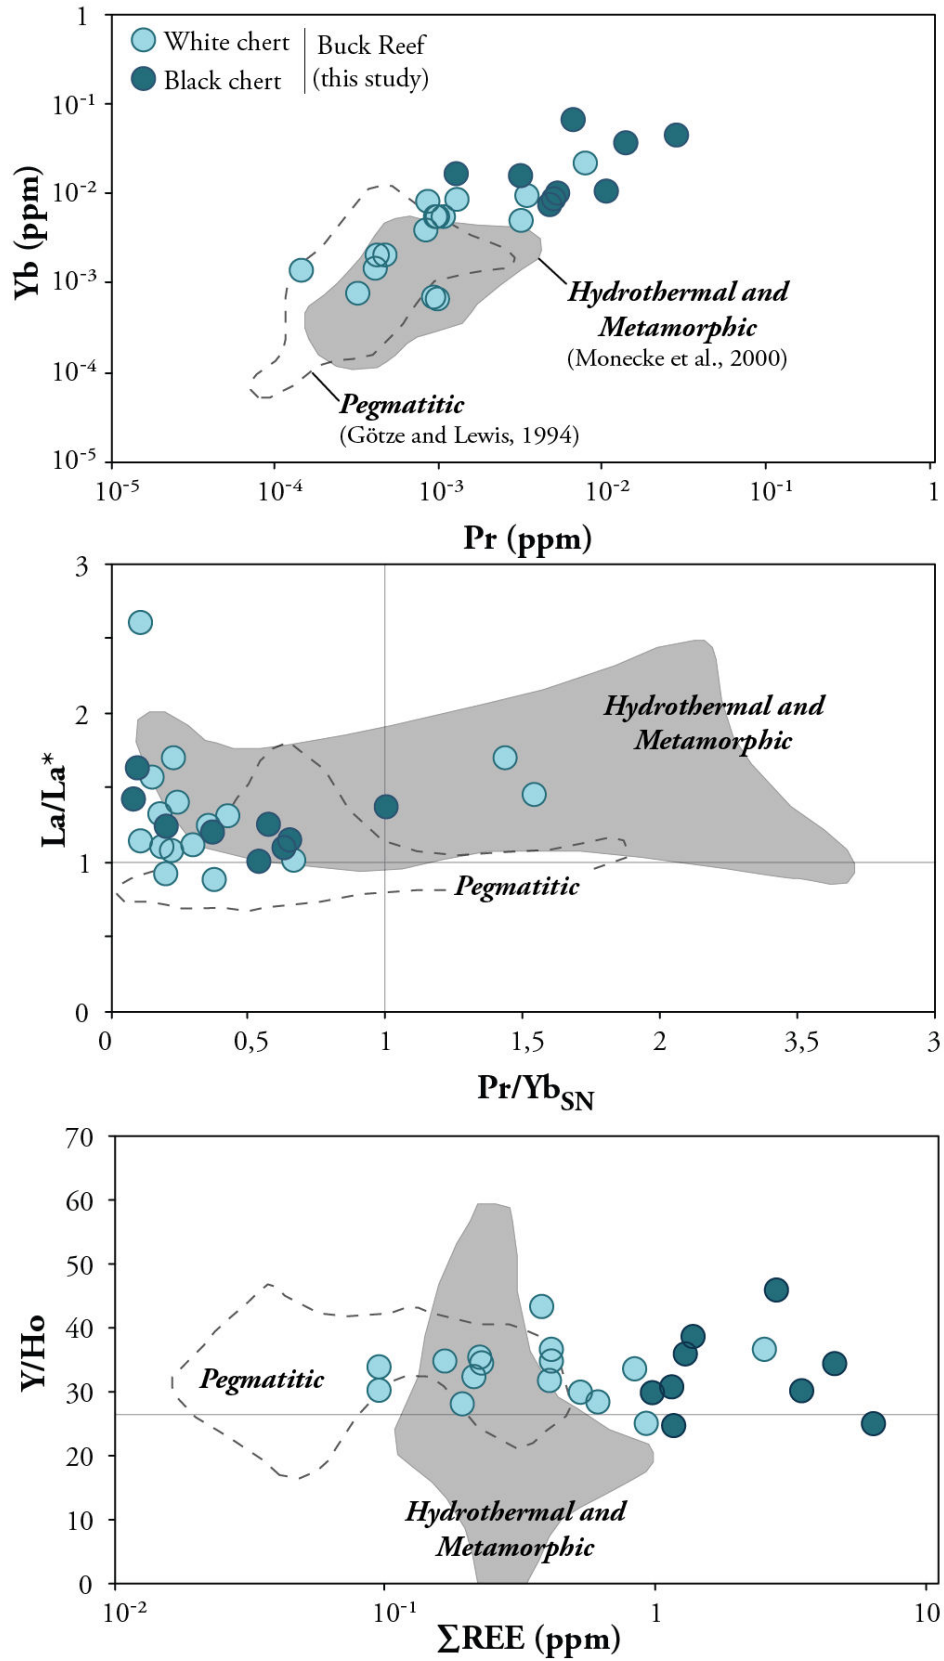 1
White chert
Buck Reef
Black chert
(this study)
10⁻¹
10⁻²
10⁻³
10⁻⁴
10⁻⁵
Yb (ppm)
Hydrothermal and
Metamorphic
(Monecke et al., 2000)
Pegmatitic
(Götze and Lewis, 1994)
10⁻⁵ 10⁻⁴ 10⁻³ 10⁻² 10⁻¹ 1
Pr (ppm)
3
2
1
0
La/La*
Hydrothermal and
Metamorphic
Pegmatitic
0 0,5 1 1,5 2 3,5 3
Pr/Yb_SN
70
60
50
40
30
20
10
0
Y/Ho
Pegmatitic
Hydrothermal and
Metamorphic
10⁻² 10⁻¹ 1 10
∑REE (ppm)